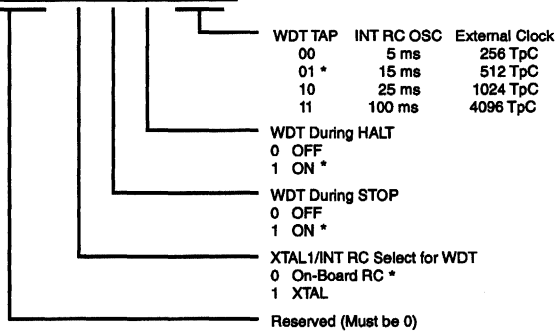 WDT TAP INT RC OSC External Clock
00 5 ms 256 TpC
01 * 15 ms 512 TpC
10 25 ms 1024 TpC
11 100 ms 4096 TpC
WDT During HALT
0 OFF
1 ON *
WDT During STOP
0 OFF
1 ON *
XTAL1/INT RC Select for WDT
0 On-Board RC *
1 XTAL
Reserved (Must be 0)